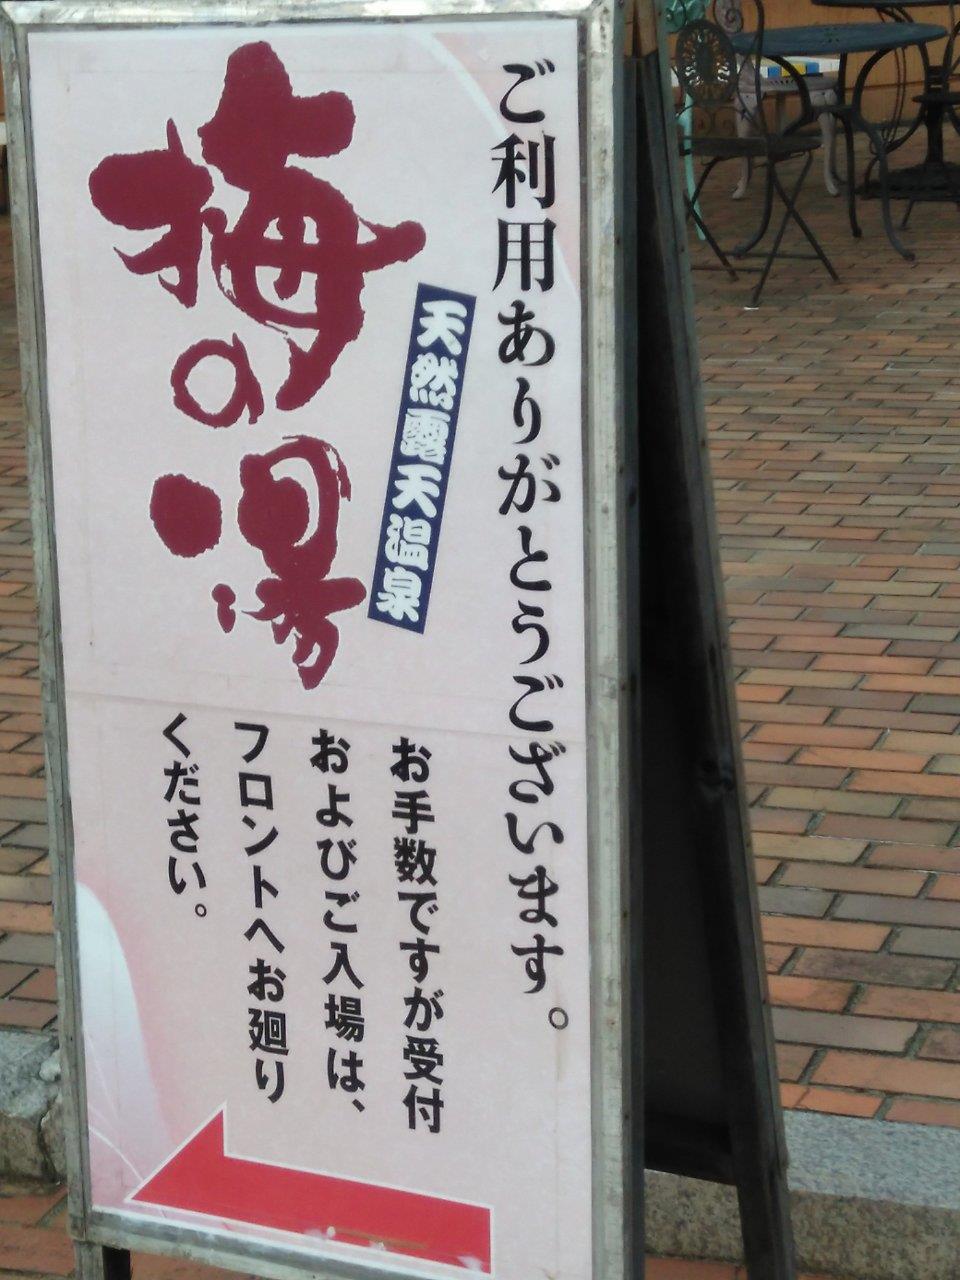 ご利用ありがとうございます。
天然露天温泉
梅の湯
お手数ですが受付
およびご入場は、
フロントへお廻り
ください。